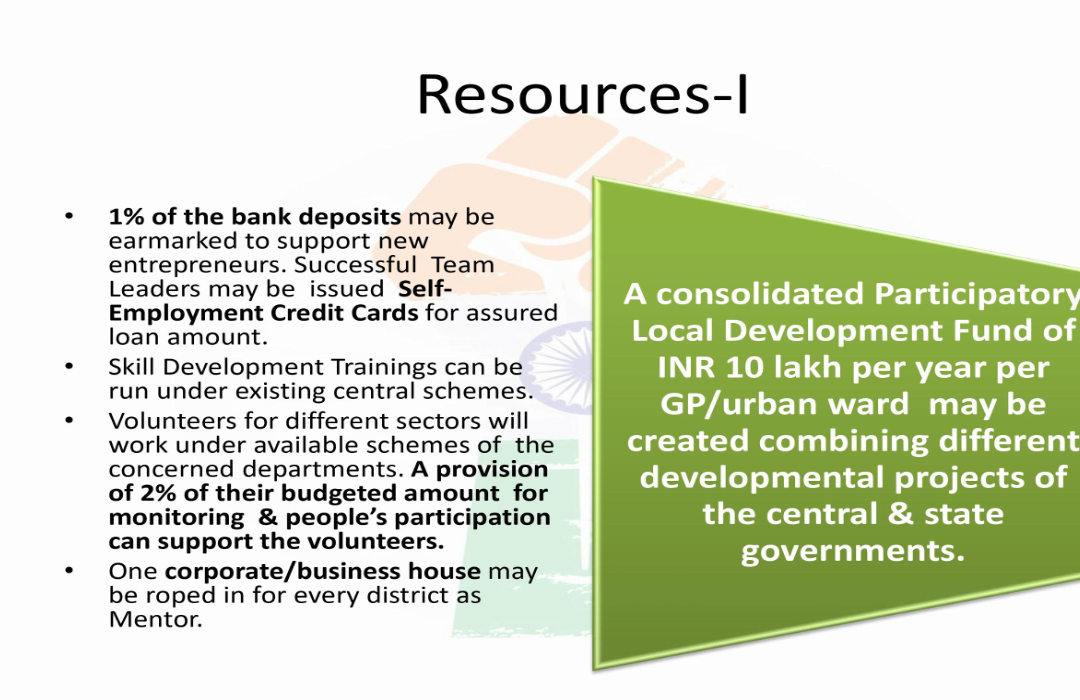 Resources-I
• 1% of the bank deposits may be
earmarked to support new
entrepreneurs. Successful Team
Leaders may be issued Self-
Employment Credit Cards for assured
loan amount.
• Skill Development Trainings can be
run under existing central schemes.
• Volunteers for different sectors will
work under available schemes of the
concerned departments. A provision
of 2% of their budgeted amount for
monitoring & people's participation
can support the volunteers.
• One corporate/business house may
be roped in for every district as
Mentor.
A consolidated Participatory
Local Development Fund of
INR 10 lakh per year per
GP/urban ward may be
created combining different
developmental projects of
the central & state
governments.